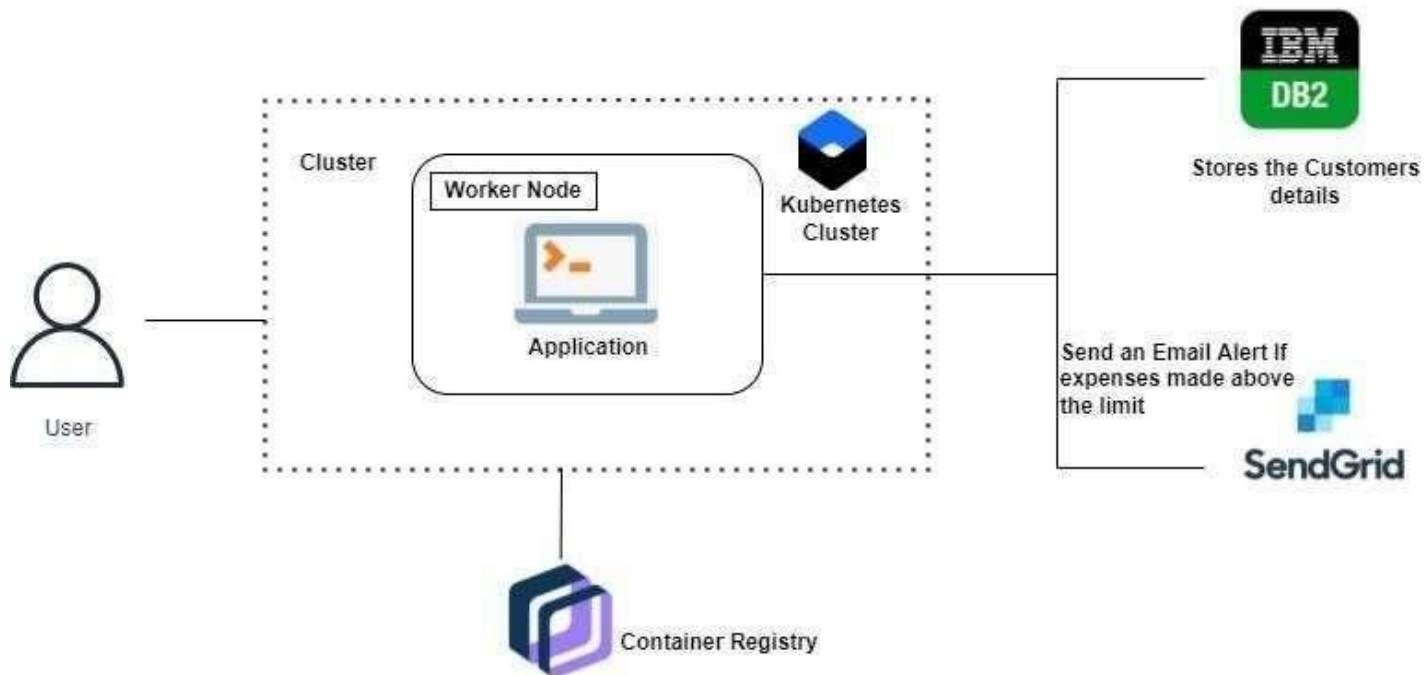 IBM
DB2
Stores the Customers
details
Cluster
Worker Node
Kubernetes
Cluster
Application
User
Send an Email Alert If
expenses made above
the limit
SendGrid
Container Registry